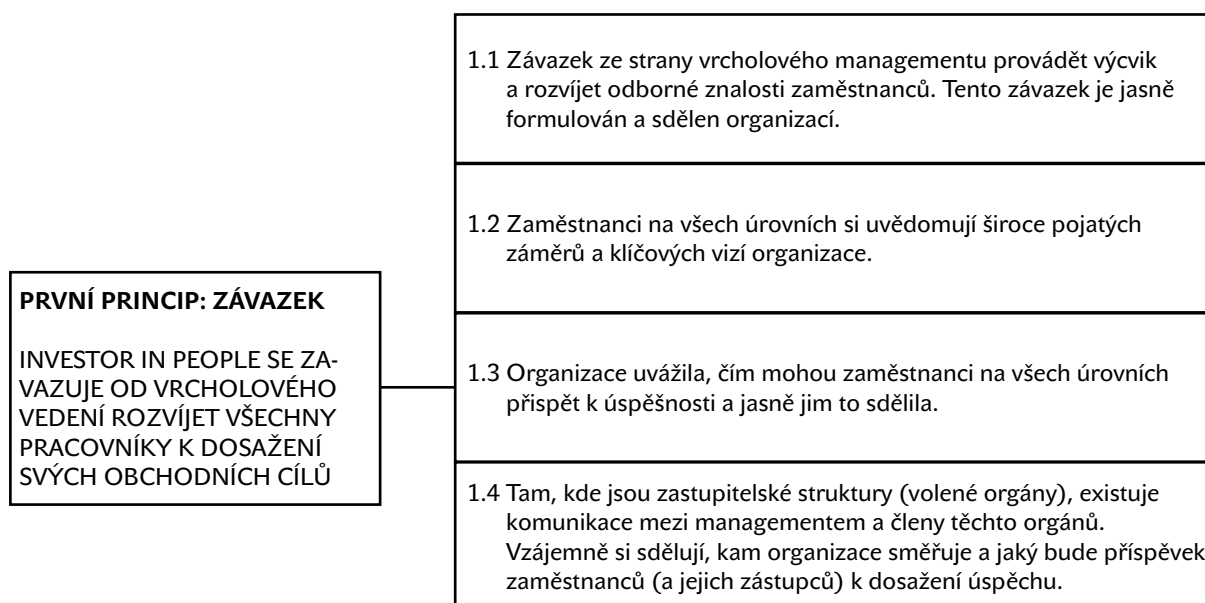 PRVNÍ PRINCIP: ZÁVAZEK
INVESTOR IN PEOPLE SE ZA-
VAZUJE OD VRCHOLOVÉHO
VEDENÍ ROZVÍJET VŠECHNY
PRACOVNÍKY K DOSAŽENÍ
SVÝCH OBCHODNÍCH CÍLŮ
1.1 Závazek ze strany vrcholového managementu provádět výcvik
a rozvíjet odborné znalosti zaměstnanců. Tento závazek je jasně
formulován a sdělen organizací.
1.2 Zaměstnanci na všech úrovních si uvědomují široce pojatých
záměrů a klíčových vizí organizace.
1.3 Organizace uvážila, čím mohou zaměstnanci na všech úrovních
přispět k úspěšnosti a jasně jim to sdělila.
1.4 Tam, kde jsou zastupitelské struktury (volené orgány), existuje
komunikace mezi managementem a členy těchto orgánů.
Vzájemně si sdělují, kam organizace směřuje a jaký bude příspěvek
zaměstnanců (a jejich zástupců) k dosažení úspěchu.